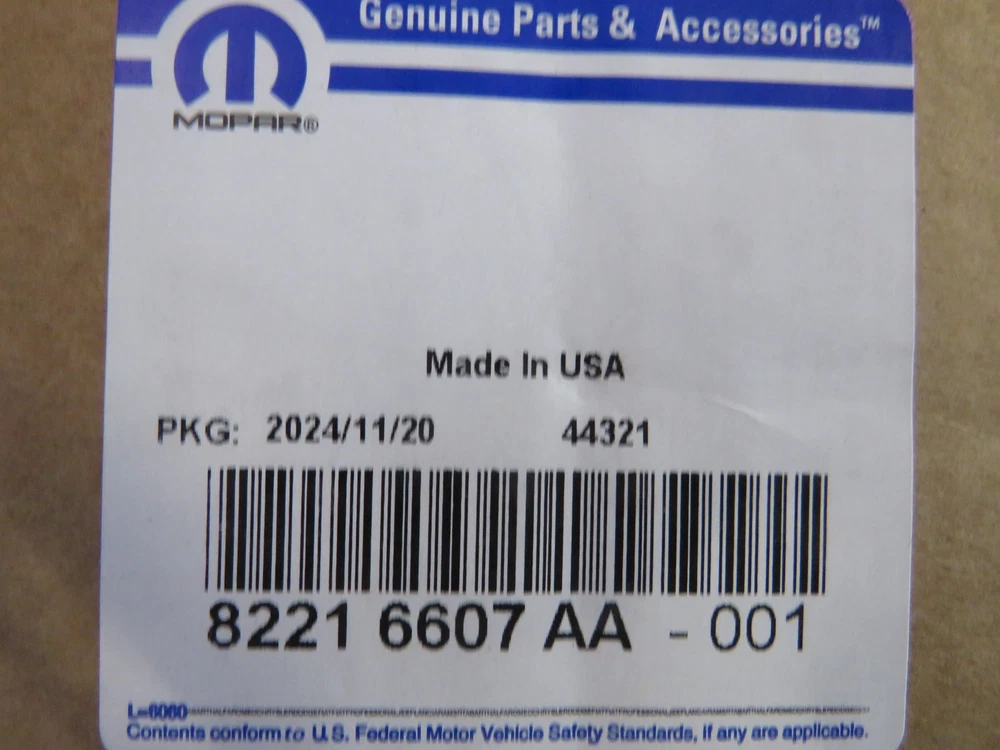 Genuine Parts & Accessories™
MOPAR®
Made In USA
PKG: 2024/11/20 44321
8221 6607 AA - 001
L=6060
Contents conform to U.S. Federal Motor Vehicle Safety Standards, if any are applicable.